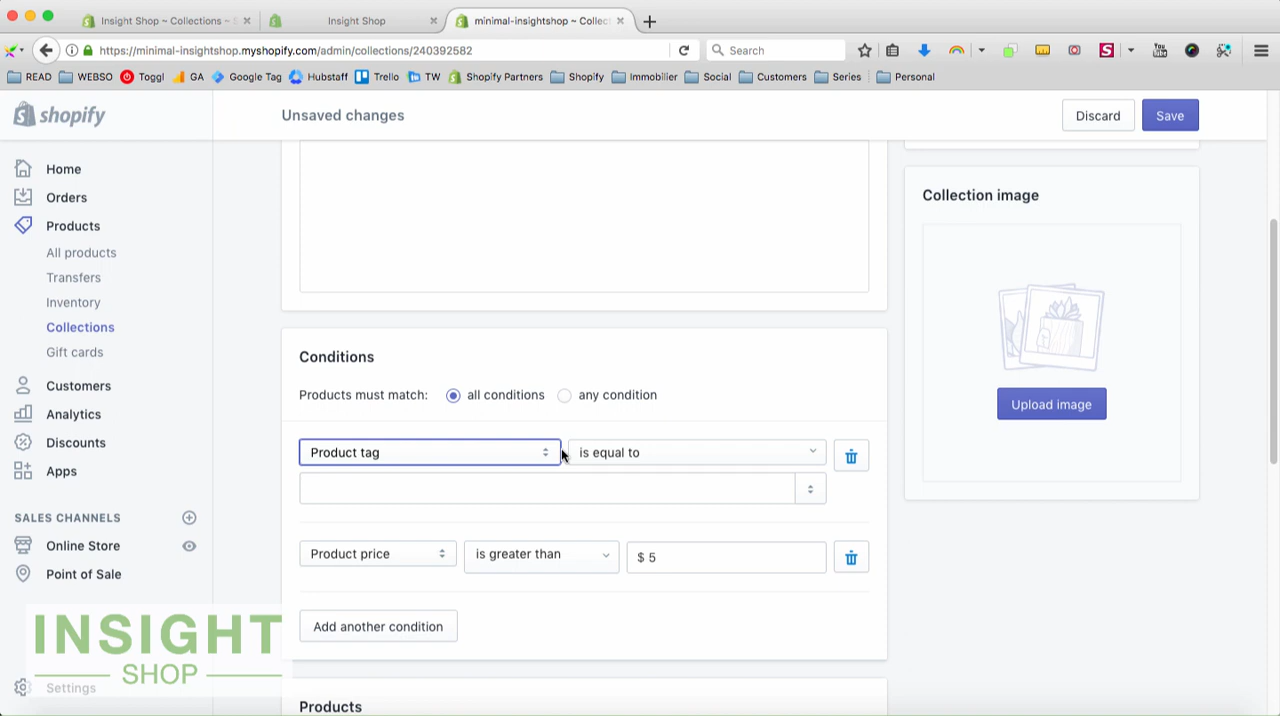 Insight Shop ~ Collections ~
Insight Shop
minimal-insightshop ~ Collect
https://minimal-insightshop.myshopify.com/admin/collections/240392582
Search
READ
WEBSO
Toggl
GA
Google Tag
Hubstaff
Trello
TW
Shopify Partners
Shopify
Immobilier
Social
Customers
Series
Personal
shopify
Unsaved changes
Discard
Save
Home
Orders
Products
All products
Transfers
Inventory
Collections
Gift cards
Customers
Analytics
Discounts
Apps
SALES CHANNELS
Online Store
Point of Sale
Settings
INSIGHT
SHOP
Conditions
Products must match: all conditions any condition
Product tag
is equal to
Product price
is greater than
$ 5
Add another condition
Products
Collection image
Upload image